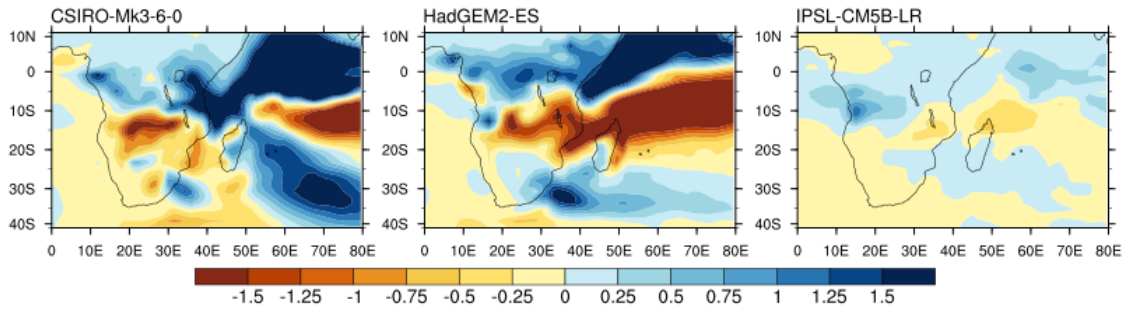 CSIRO-Mk3-6-0 HadGEM2-ES IPSL-CM5B-LR
10N 10N 10N
0 0 0
10S 10S 10S
20S 20S 20S
30S 30S 30S
40S 40S 40S
0 10E 20E 30E 40E 50E 60E 70E 80E 0 10E 20E 30E 40E 50E 60E 70E 80E 0 10E 20E 30E 40E 50E 60E 70E 80E
-1.5 -1.25 -1 -0.75 -0.5 -0.25 0 0.25 0.5 0.75 1 1.25 1.5